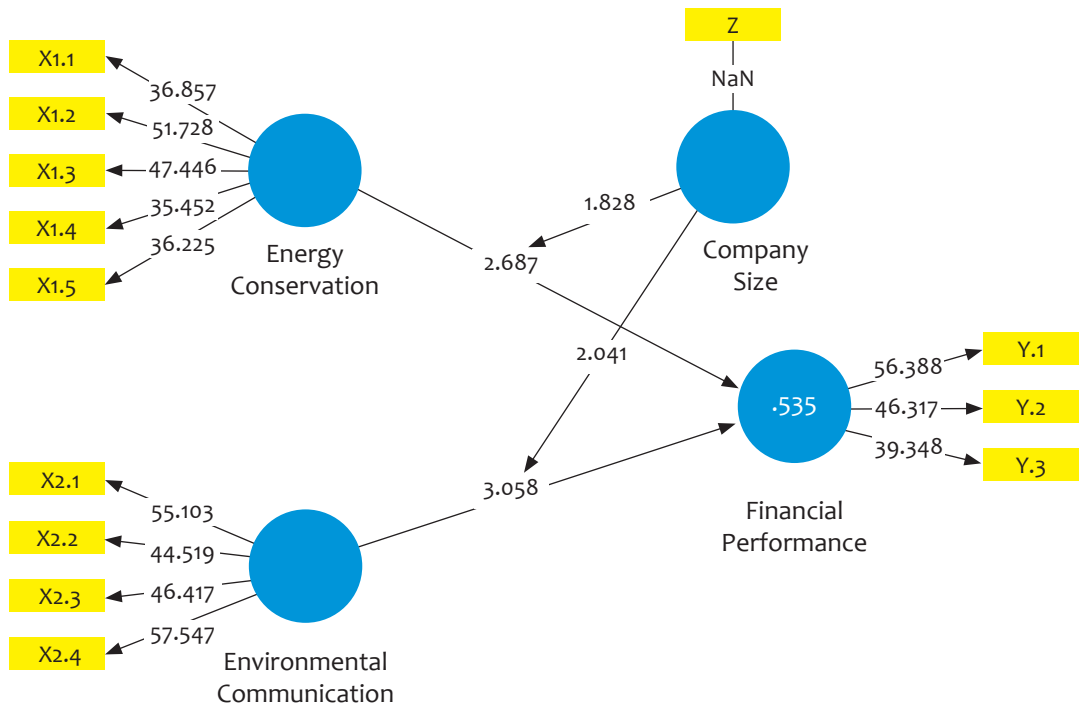 Z
NaN
X1.1
X1.2
X1.3
X1.4
X1.5
36.857
51.728
47.446
35.452
36.225
Energy
Conservation
1.828
Company
Size
2.687
2.041
3.058
.535
Financial
Performance
56.388
46.317
39.348
Y.1
Y.2
Y.3
X2.1
X2.2
X2.3
X2.4
55.103
44.519
46.417
57.547
Environmental
Communication